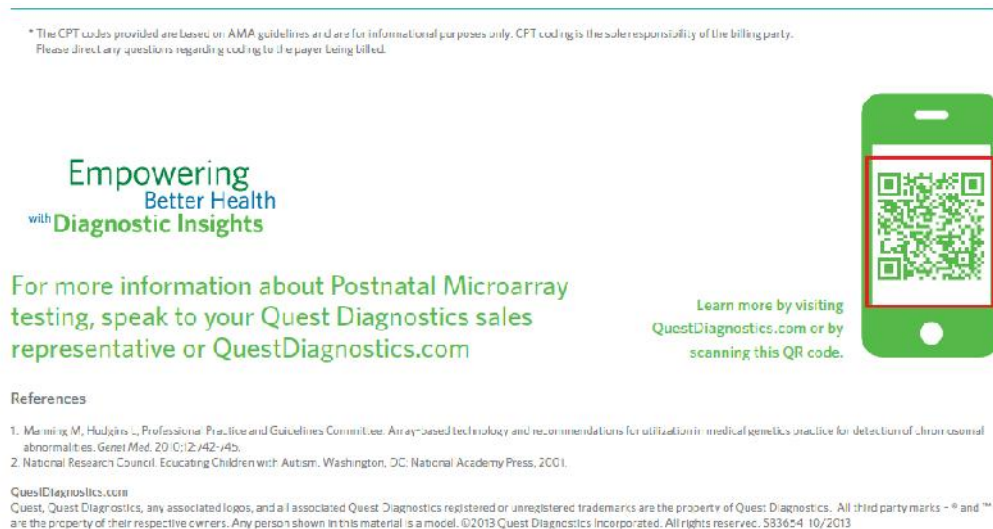 * The CPT codes provided are based on AMA guidelines and are for informational purposes only. CPT coding is the sole responsibility of the billing party.
Please direct any questions regarding coding to the payer being billed.
Empowering
Better Health
with Diagnostic Insights
For more information about Postnatal Microarray
testing, speak to your Quest Diagnostics sales
representative or QuestDiagnostics.com
Learn more by visiting
QuestDiagnostics.com or by
scanning this QR code.
References
1. Manning M, Hudgins L, Professional Practice and Guidelines Committee. Array-based technology and recommendations for utilization in medical genetics practice for detection of chromosomal
abnormalities. Genet Med. 2010;12:742-745.
2. National Research Council. Educating Children with Autism. Washington, DC: National Academy Press, 2001.
QuestDiagnostics.com
Quest, Quest Diagnostics, any associated logos, and all associated Quest Diagnostics registered or unregistered trademarks are the property of Quest Diagnostics. All third party marks – ® and ™
are the property of their respective owners. Any person shown in this material is a model. ©2013 Quest Diagnostics Incorporated. All rights reserved. SB3654 10/2013